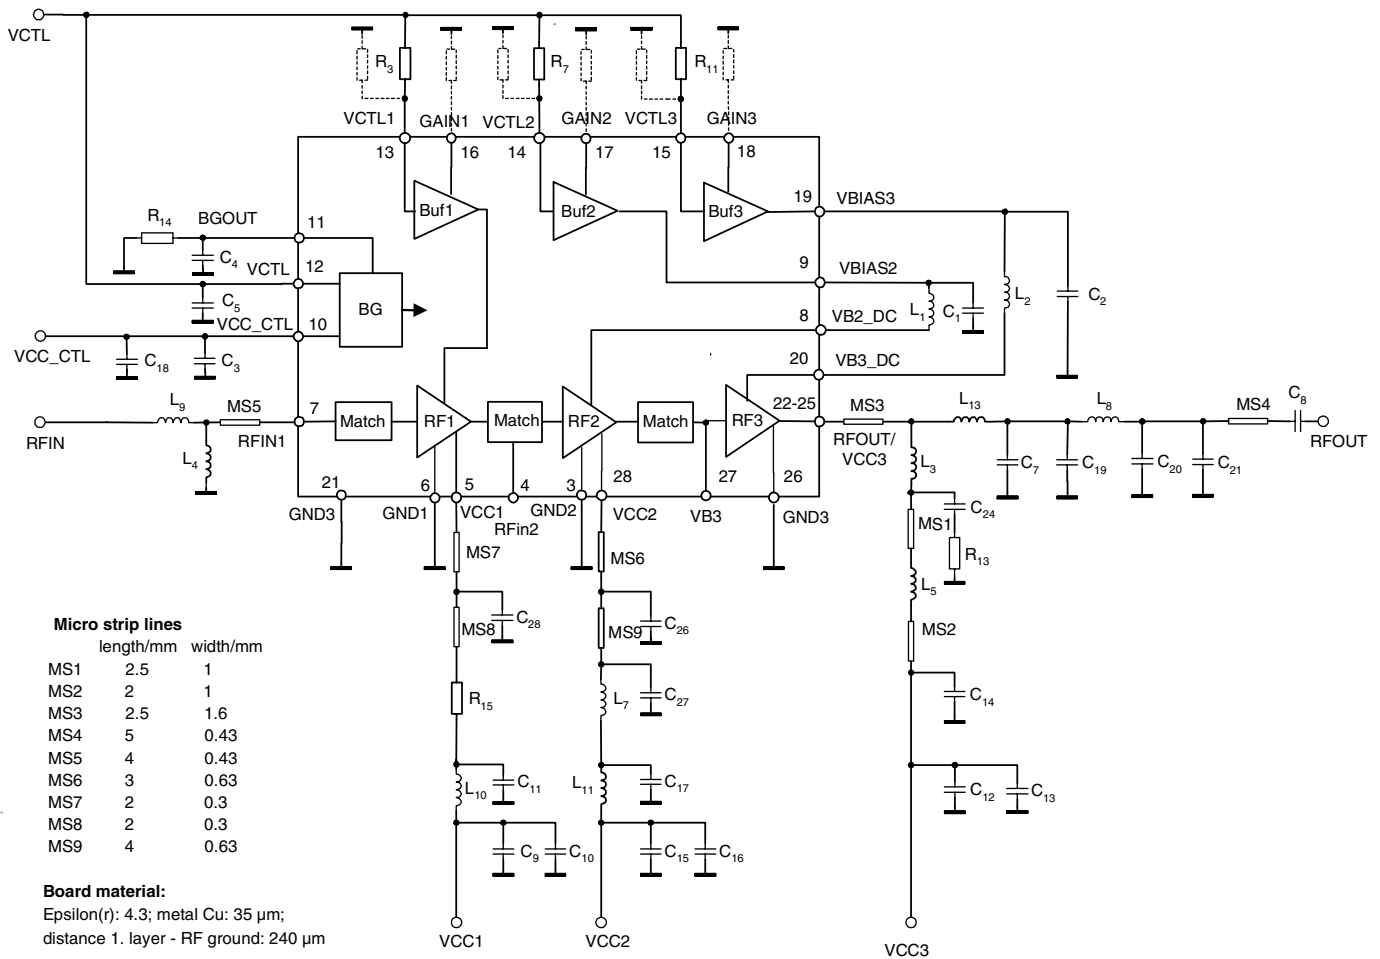 VCTL
R3
R7
R11
VCTL1
GAIN1
VCTL2
GAIN2
VCTL3
GAIN3
13
16
14
17
15
18
Buf1
Buf2
Buf3
19
VBIAS3
R14
BGOUT
11
C4
VCTL
12
C5
BG
9
VBIAS2
L1
C1
L2
C2
VCC_CTL
10
8
VB2_DC
VCC_CTL
C18
C3
20
VB3_DC
L9
MS5
7
Match
RF1
Match
RF2
Match
RF3
22-25
MS3
L13
L8
MS4
C8
RFIN
RFIN1
RFOUT/
VCC3
RFOUT
L4
L3
C7
C19
C20
C21
21
6
5
4
3
28
27
26
GND3
GND1
VCC1
RFin2
GND2
VCC2
VB3
GND3
C24
MS1
R13
MS7
MS6
L5
MS8
C28
MS9
C26
MS2
R15
L7
C27
C14
L10
C11
L11
C17
C12
C13
C9
C10
C15
C16
VCC1
VCC2
VCC3
Micro strip lines
length/mm width/mm
MS1 2.5 1
MS2 2 1
MS3 2.5 1.6
MS4 5 0.43
MS5 4 0.43
MS6 3 0.63
MS7 2 0.3
MS8 2 0.3
MS9 4 0.63
Board material:
Epsilon(r): 4.3; metal Cu: 35 µm;
distance 1. layer - RF ground: 240 µm